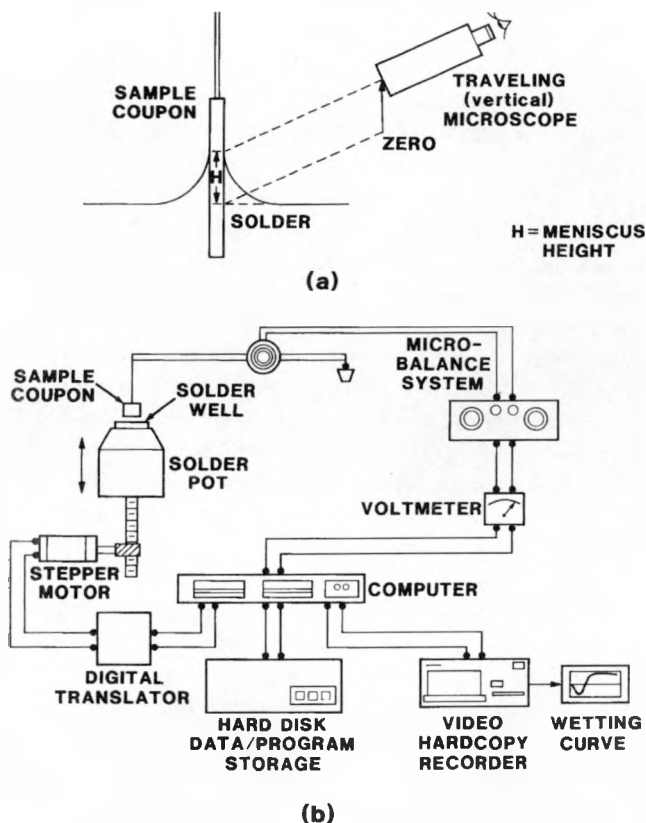 SAMPLE
COUPON
TRAVELING
(vertical)
MICROSCOPE
ZERO
H
SOLDER
H=MENISCUS
HEIGHT
(a)
MICRO-
BALANCE
SYSTEM
SAMPLE
COUPON
SOLDER
WELL
SOLDER
POT
VOLTMETER
STEPPER
MOTOR
COMPUTER
DIGITAL
TRANSLATOR
HARD DISK
DATA/PROGRAM
STORAGE
VIDEO
HARDCOPY
RECORDER
WETTING
CURVE
(b)